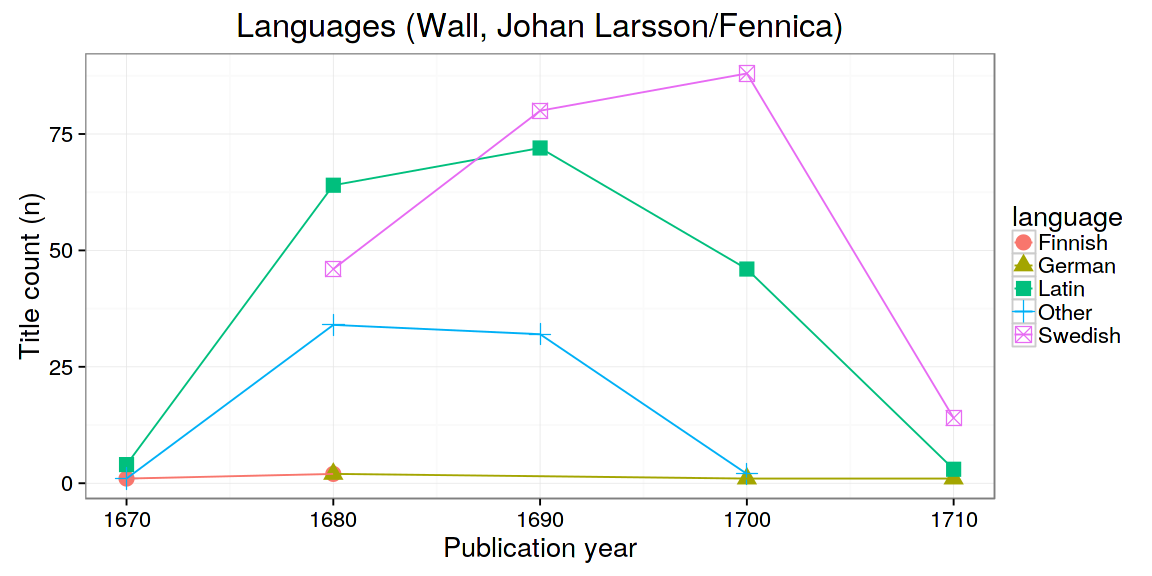 Languages (Wall, Johan Larsson/Fennica)
Title count (n)
75
50
25
0
1670 1680 1690 1700 1710
Publication year
language
Finnish
German
Latin
Other
Swedish